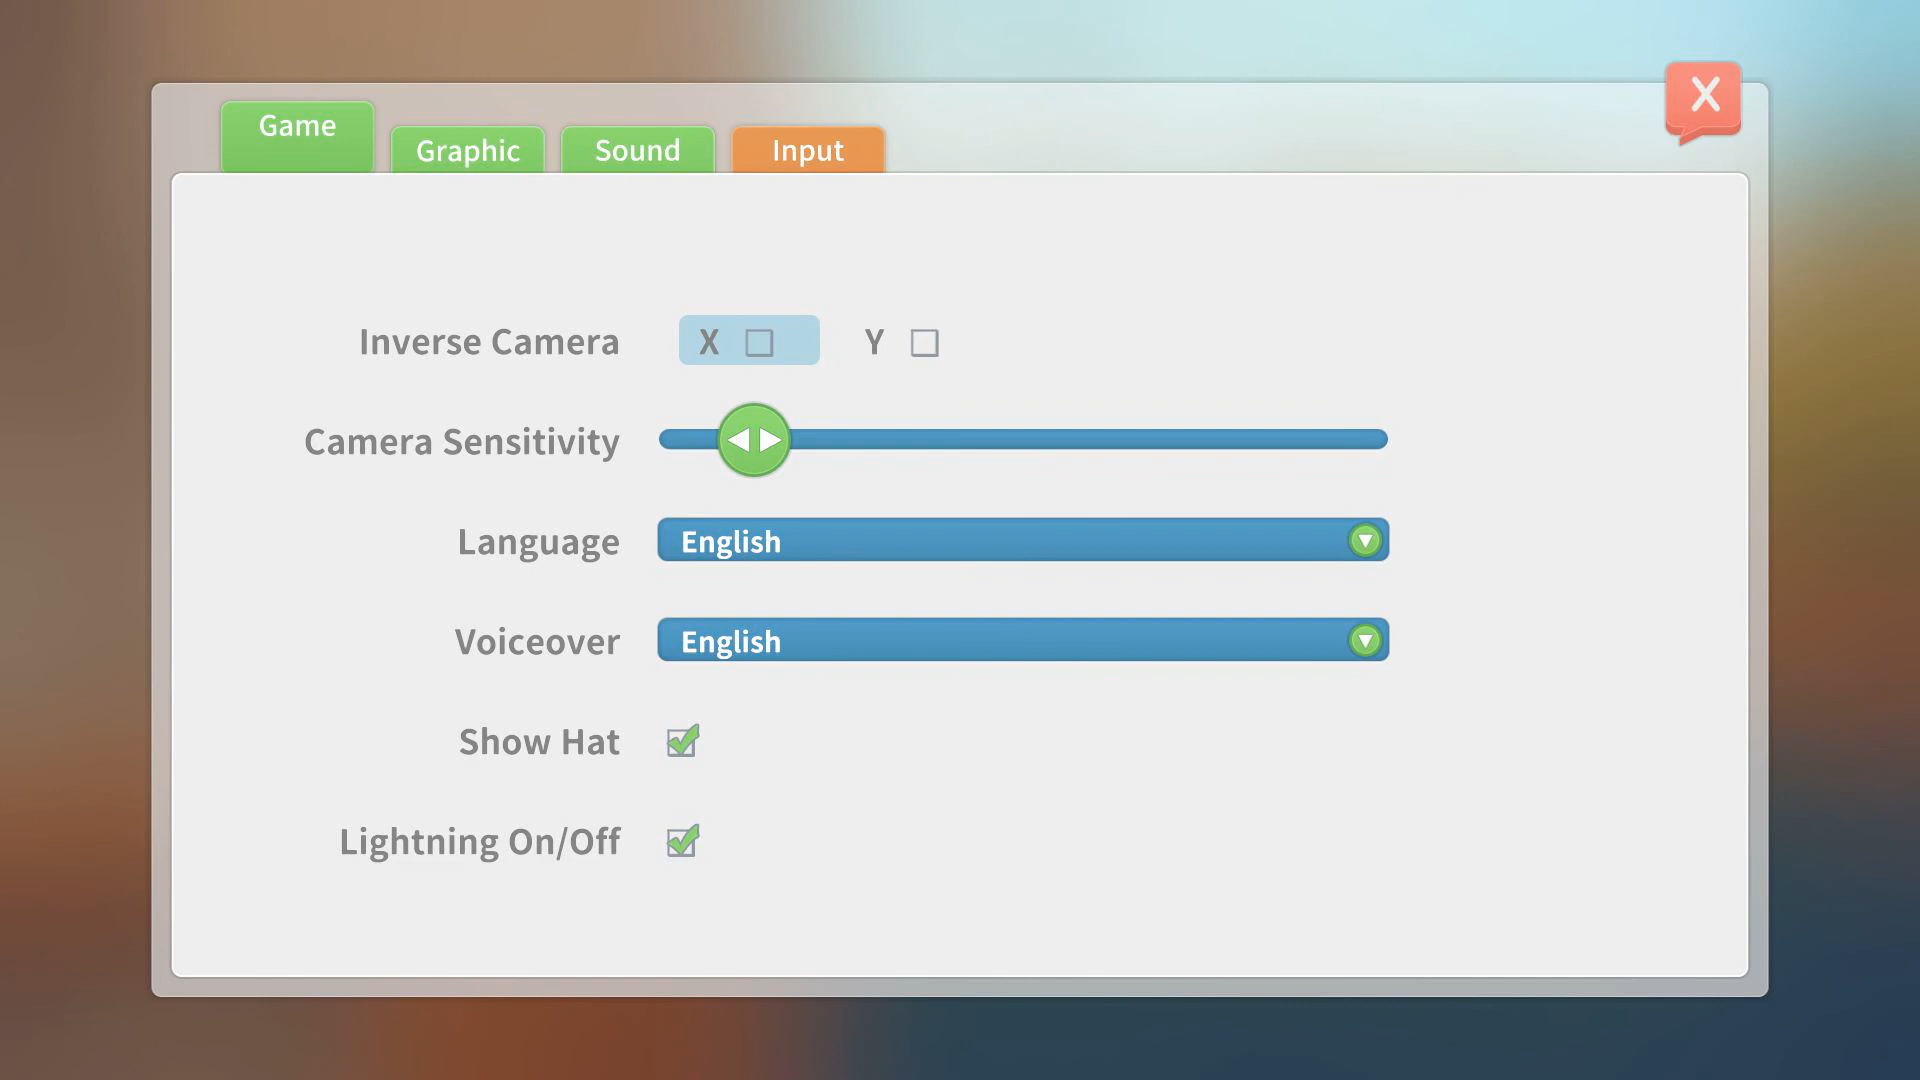 Game
Graphic
Sound
Input
X
Inverse Camera X Y
Camera Sensitivity
Language English
Voiceover English
Show Hat
Lightning On/Off